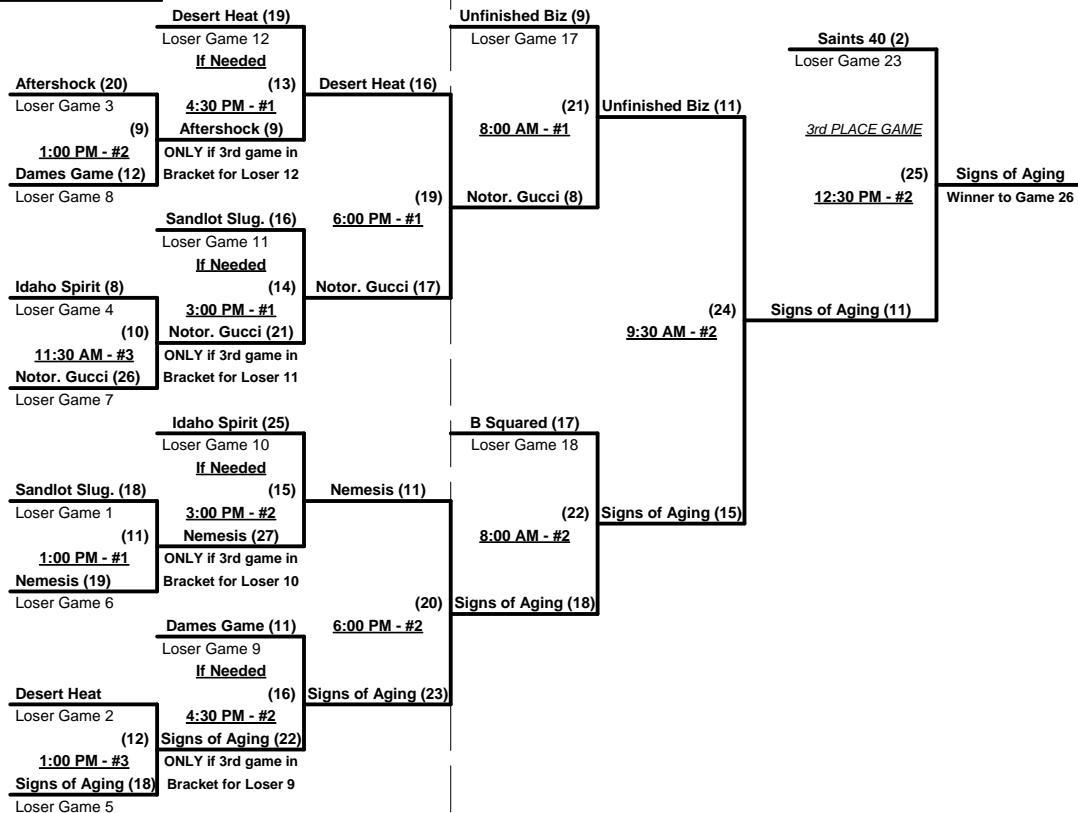 Desert Heat (19)
Loser Game 12
If Needed
Aftershock (20)
Loser Game 3
(9)
1:00 PM - #2
Dames Game (12)
Loser Game 8
(13)
4:30 PM - #1
Aftershock (9)
ONLY if 3rd game in
Bracket for Loser 12
Desert Heat (16)
Sandlot Slug. (16)
Loser Game 11
If Needed
Idaho Spirit (8)
Loser Game 4
(10)
11:30 AM - #3
Notor. Gucci (26)
Loser Game 7
(14)
3:00 PM - #1
Notor. Gucci (21)
ONLY if 3rd game in
Bracket for Loser 11
Notor. Gucci (17)
(19)
6:00 PM - #1
Idaho Spirit (25)
Loser Game 10
If Needed
Sandlot Slug. (18)
Loser Game 1
(11)
1:00 PM - #1
Nemesis (19)
Loser Game 6
(15)
3:00 PM - #2
Nemesis (27)
ONLY if 3rd game in
Bracket for Loser 10
Nemesis (11)
Dames Game (11)
Loser Game 9
If Needed
Desert Heat
Loser Game 2
(12)
1:00 PM - #3
Signs of Aging (18)
Loser Game 5
(16)
4:30 PM - #2
Signs of Aging (22)
ONLY if 3rd game in
Bracket for Loser 9
Signs of Aging (23)
(20)
6:00 PM - #2
Unfinished Biz (9)
Loser Game 17
(21)
8:00 AM - #1
Notor. Gucci (8)
Unfinished Biz (11)
B Squared (17)
Loser Game 18
(22)
8:00 AM - #2
Signs of Aging (18)
Signs of Aging (15)
(24)
9:30 AM - #2
Saints 40 (2)
Loser Game 23
3rd PLACE GAME
(25)
12:30 PM - #2
Signs of Aging (11)
Signs of Aging
Winner to Game 26